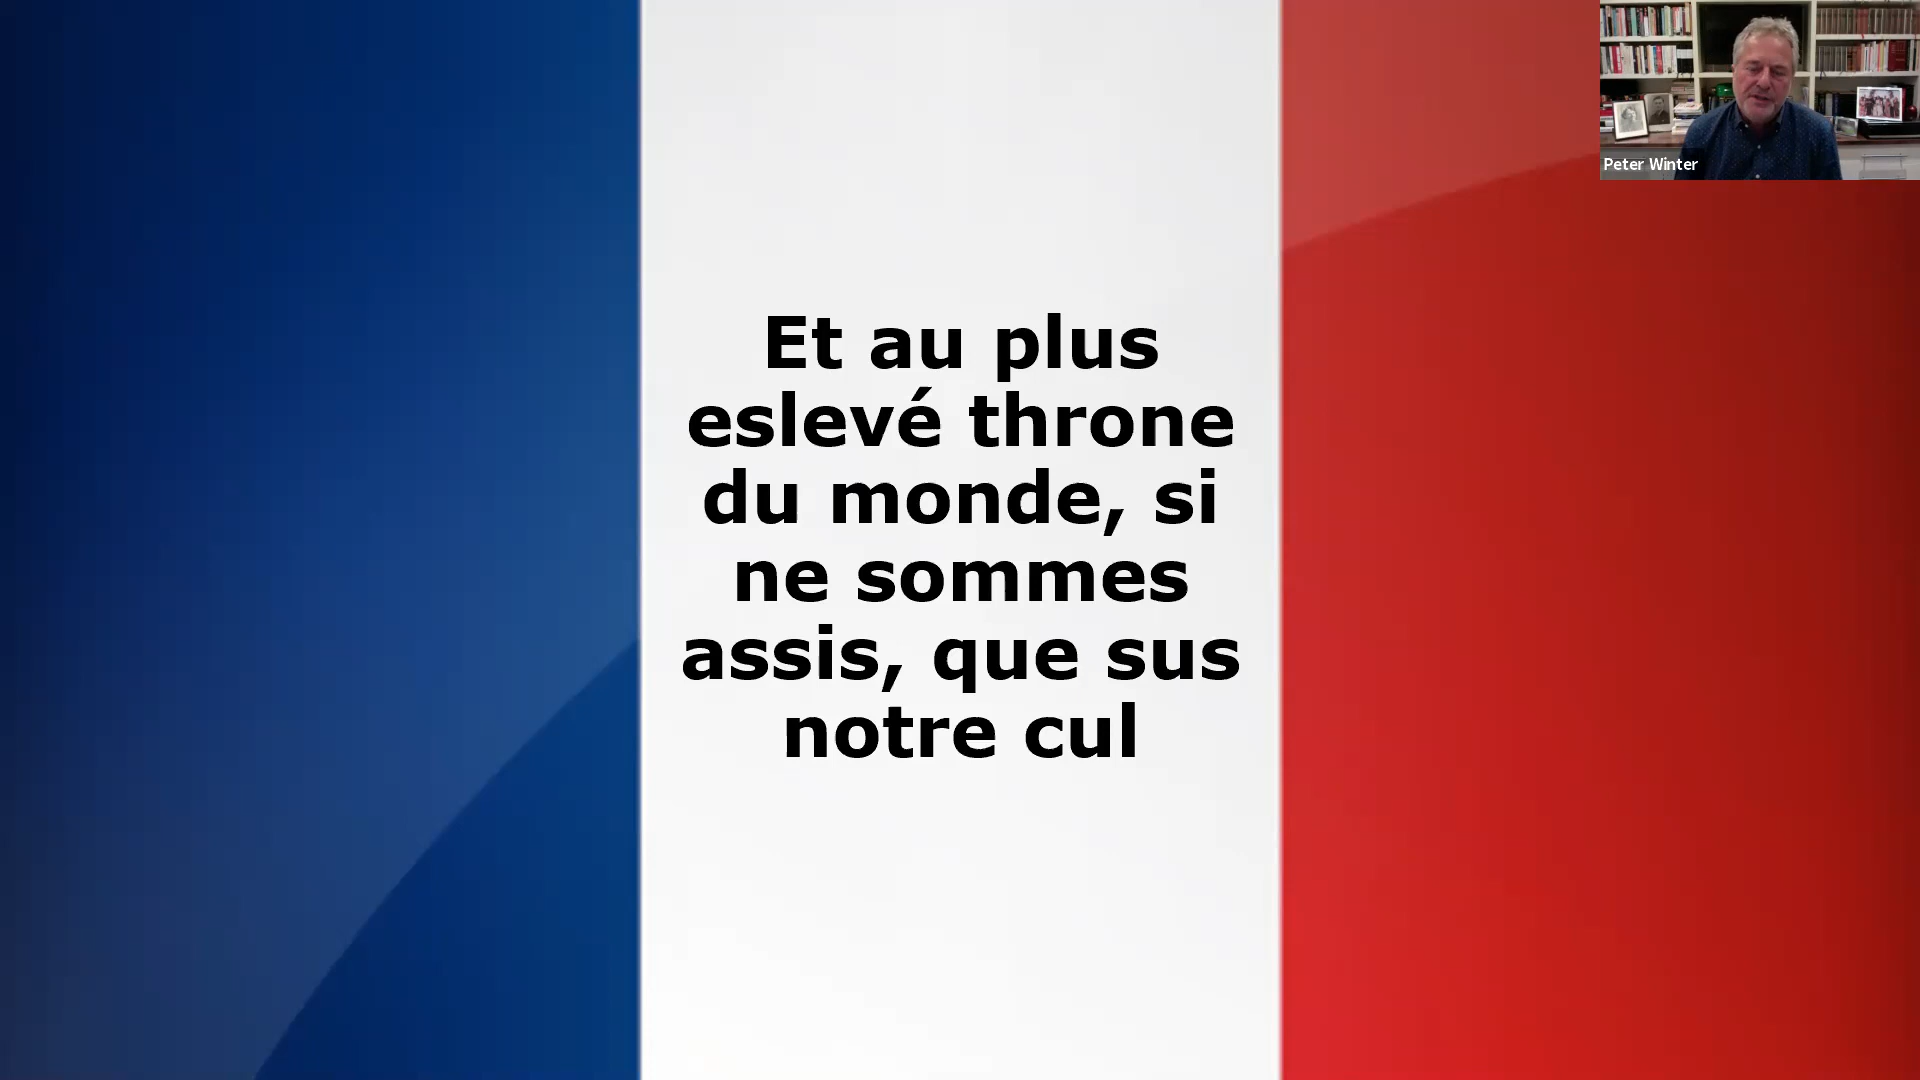 Et au plus
eslevé throne
du monde, si
ne sommes
assis, que sus
notre cul
Peter Winter